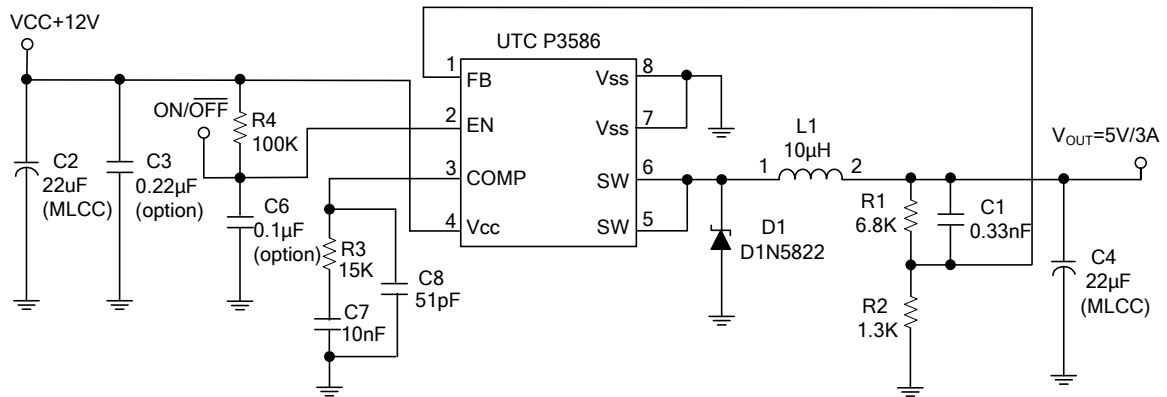 VCC+12V
UTC P3586
1
FB
Vss
8
ON/OFF
R4
100K
2
EN
Vss
7
L1
10µH
VOUT=5V/3A
C2
22uF
(MLCC)
C3
0.22µF
(option)
3
COMP
SW
6
1
2
C6
0.1µF
(option)
4
Vcc
SW
5
R1
6.8K
C1
0.33nF
R3
15K
D1
D1N5822
C8
51pF
C4
22µF
(MLCC)
C7
10nF
R2
1.3K